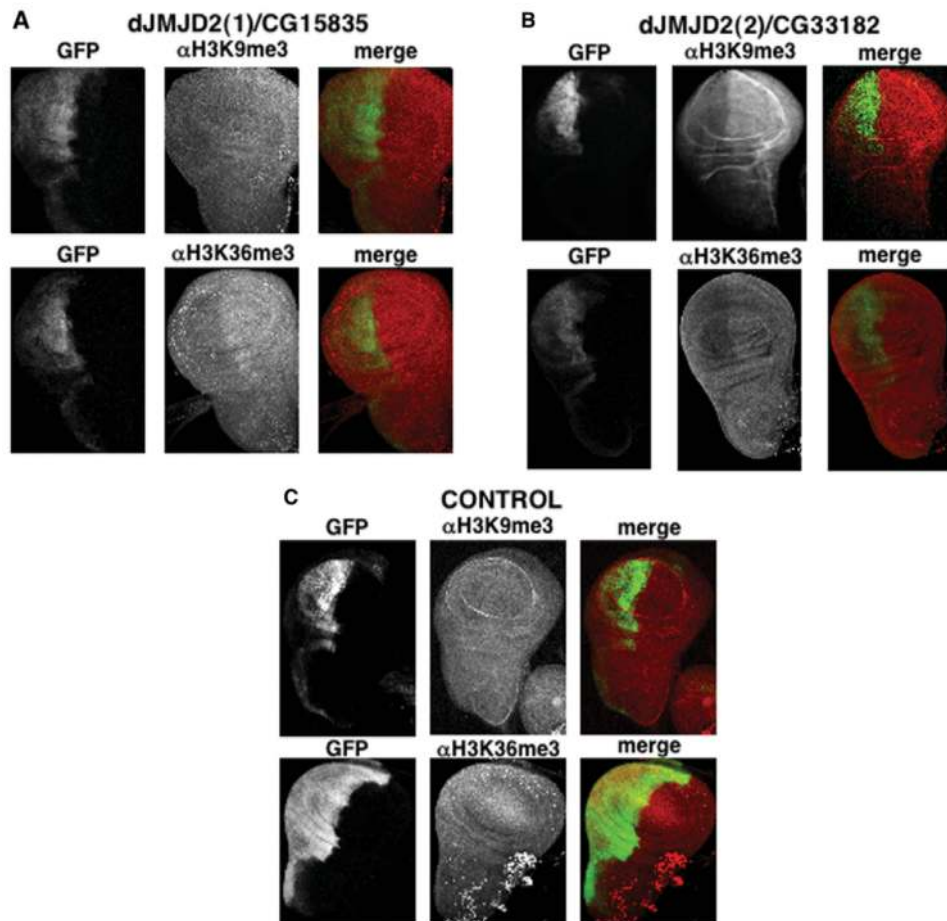 A dJMJD2(1)/CG15835
GFP αH3K9me3 merge
GFP αH3K36me3 merge
B dJMJD2(2)/CG33182
GFP αH3K9me3 merge
GFP αH3K36me3 merge
C CONTROL
GFP αH3K9me3 merge
GFP αH3K36me3 merge